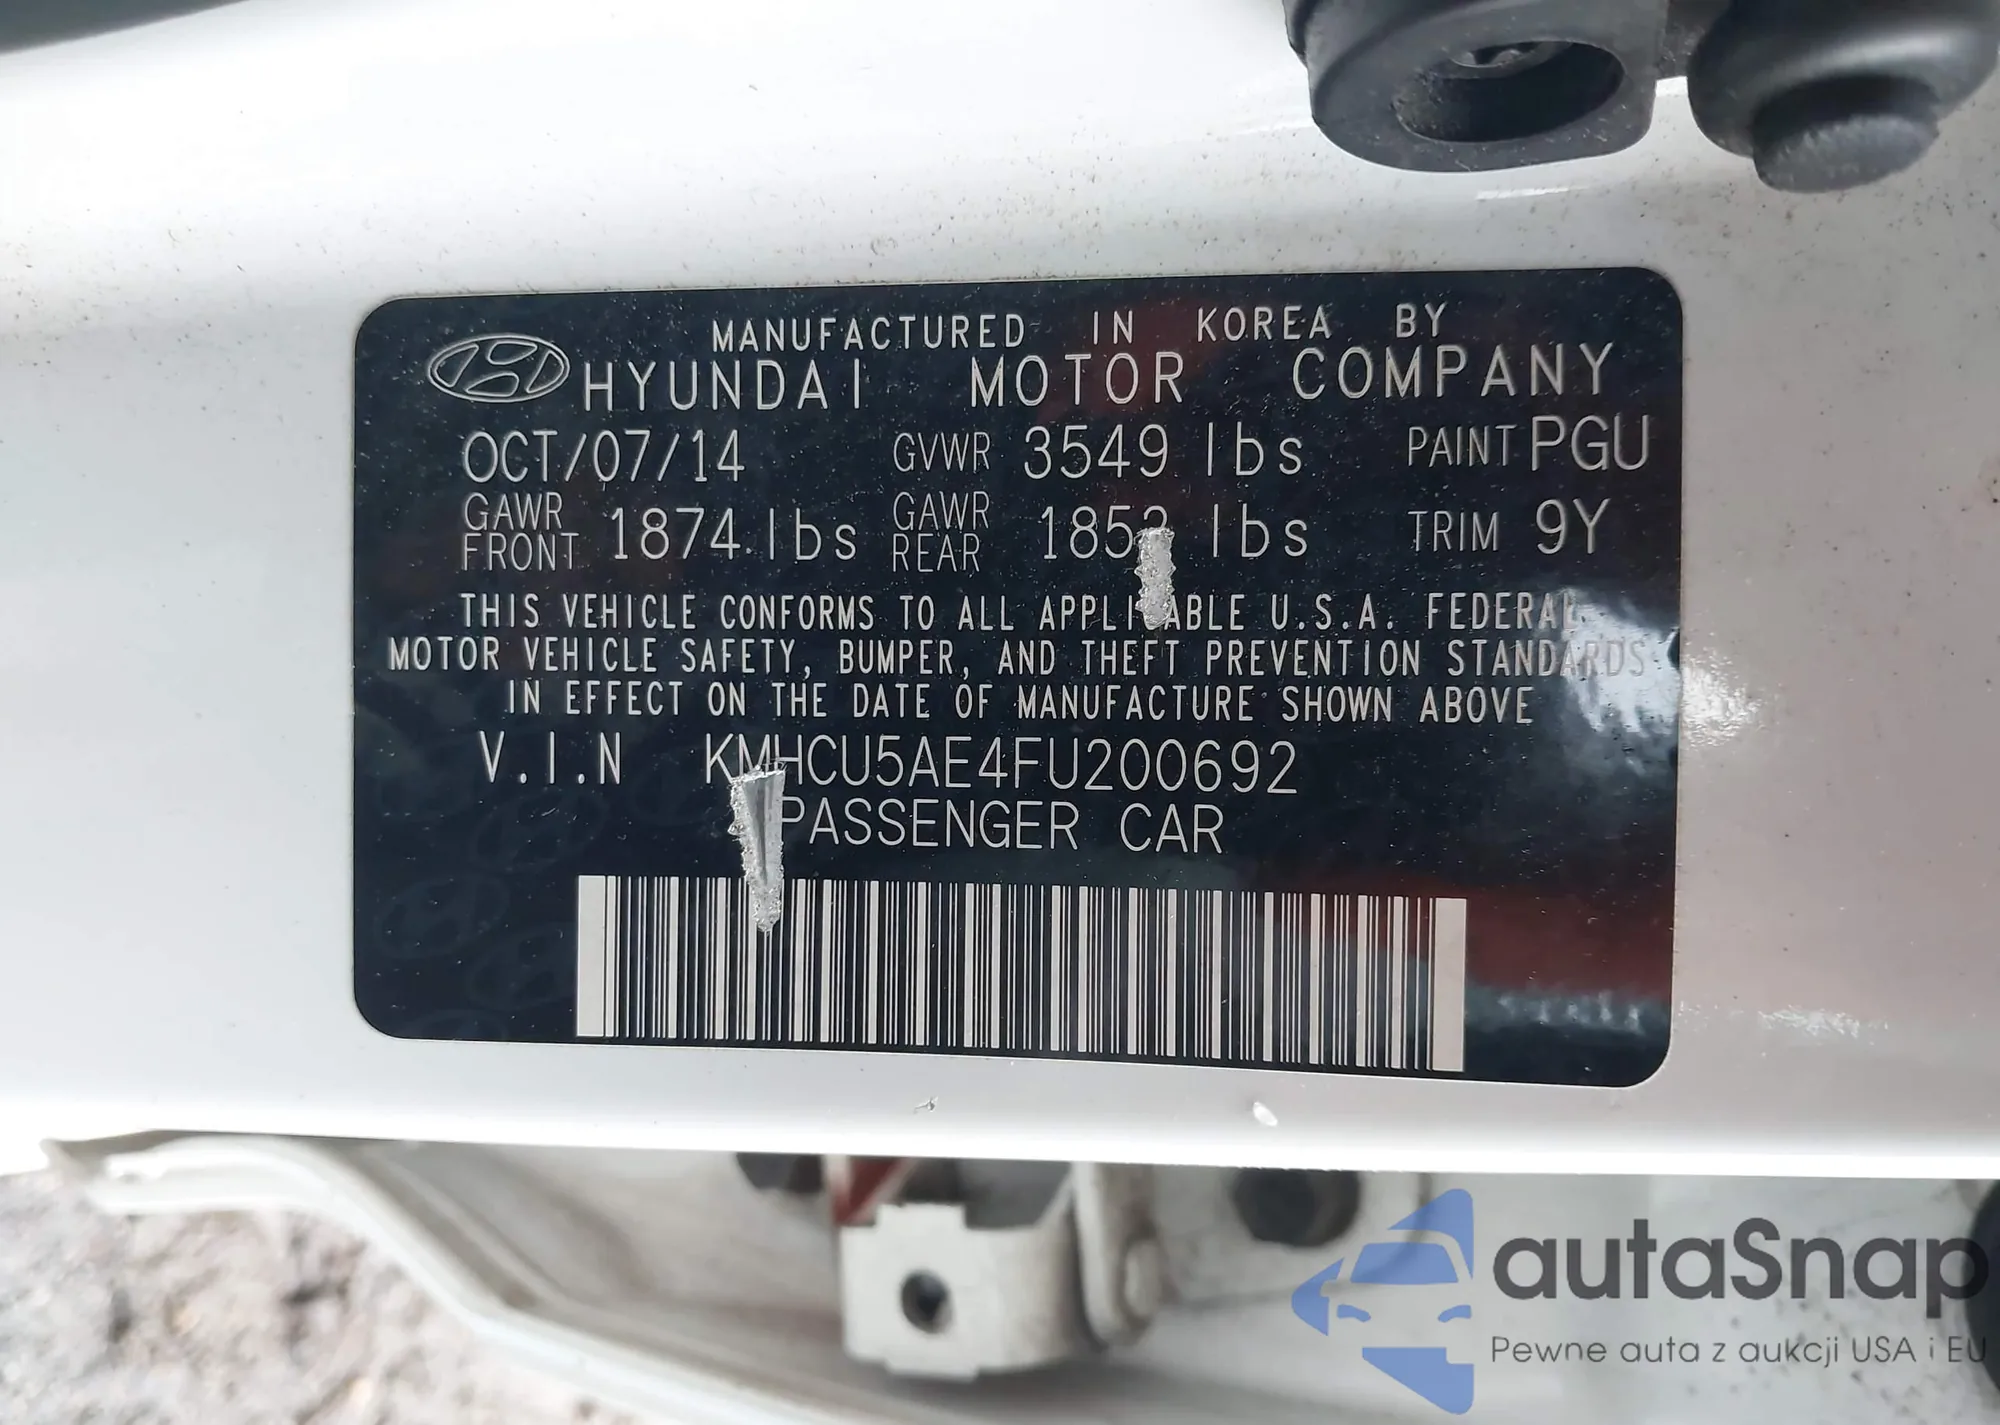 MANUFACTURED IN KOREA BY
HYUNDAI MOTOR COMPANY
OCT/07/14 GVWR 3549 lbs PAINT PGU
GAWR FRONT 1874 lbs GAWR REAR lbs TRIM 9Y
THIS VEHICLE CONFORMS TO ALL U.S.A. FEDERAL
MOTOR VEHICLE SAFETY, BUMPER, AND THEFT PREVENTION STANDARDS
IN EFFECT ON THE DATE OF MANUFACTURE SHOWN ABOVE
V.I.N KMHCU5AE4FU200692
PASSENGER CAR
autaSnap
Pewne auta z aukcji USA i EU